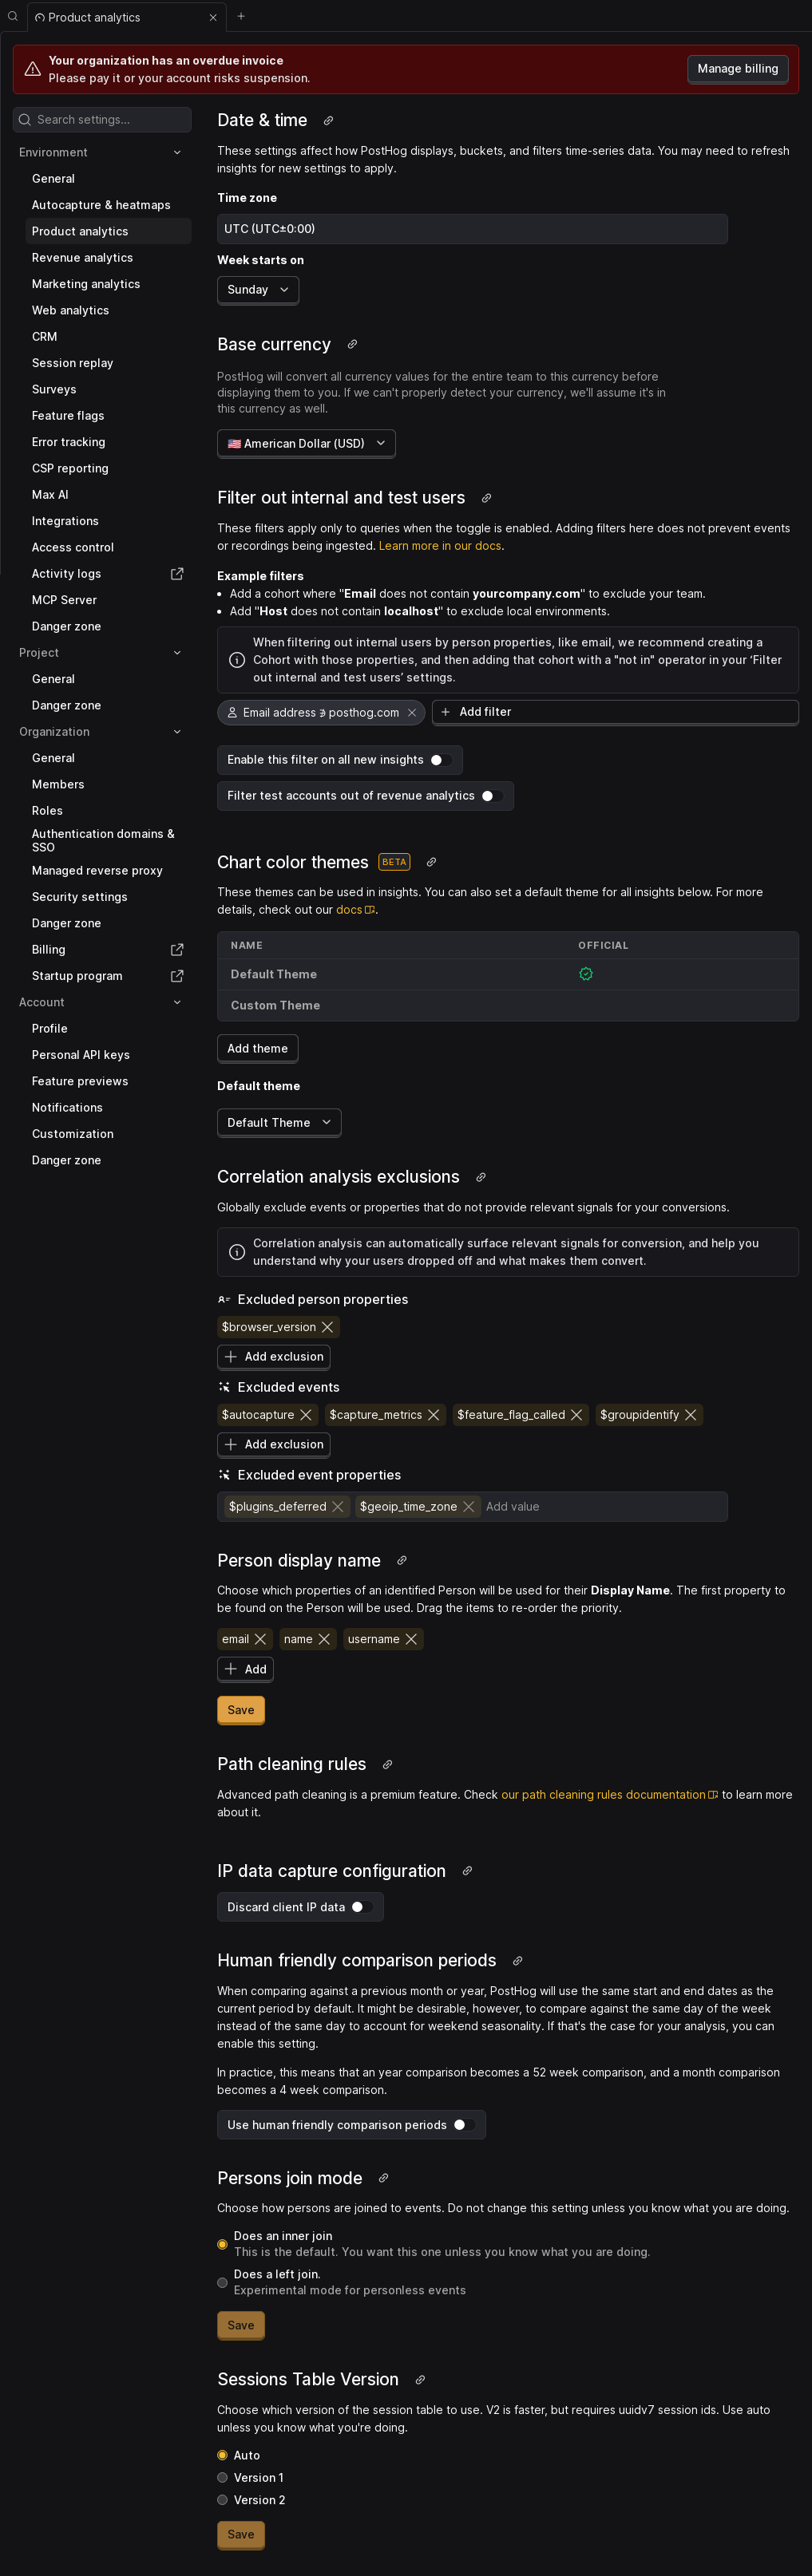 Product analytics
Your organization has an overdue invoice
Please pay it or your account risks suspension.
Manage billing
Search settings...
Environment
General
Autocapture & heatmaps
Product analytics
Revenue analytics
Marketing analytics
Web analytics
CRM
Session replay
Surveys
Feature flags
Error tracking
CSP reporting
Max AI
Integrations
Access control
Activity logs
MCP Server
Danger zone
Project
General
Danger zone
Organization
General
Members
Roles
Authentication domains &
SSO
Managed reverse proxy
Security settings
Danger zone
Billing
Startup program
Account
Profile
Personal API keys
Feature previews
Notifications
Customization
Danger zone
Date & time
These settings affect how PostHog displays, buckets, and filters time-series data. You may need to refresh
insights for new settings to apply.
Time zone
UTC (UTC±0:00)
Week starts on
Sunday
Base currency
PostHog will convert all currency values for the entire team to this currency before
displaying them to you. If we can't properly detect your currency, we'll assume it's in
this currency as well.
🇺🇸 American Dollar (USD)
Filter out internal and test users
These filters apply only to queries when the toggle is enabled. Adding filters here does not prevent events
or recordings being ingested. Learn more in our docs.
Example filters
• Add a cohort where "Email does not contain yourcompany.com" to exclude your team.
• Add "Host does not contain localhost" to exclude local environments.
When filtering out internal users by person properties, like email, we recommend creating a
Cohort with those properties, and then adding that cohort with a "not in" operator in your ‘Filter
out internal and test users’ settings.
Email address ∌ posthog.com
Add filter
Enable this filter on all new insights
Filter test accounts out of revenue analytics
Chart color themes BETA
These themes can be used in insights. You can also set a default theme for all insights below. For more
details, check out our docs.
NAME OFFICIAL
Default Theme
Custom Theme
Add theme
Default theme
Default Theme
Correlation analysis exclusions
Globally exclude events or properties that do not provide relevant signals for your conversions.
Correlation analysis can automatically surface relevant signals for conversion, and help you
understand why your users dropped off and what makes them convert.
Excluded person properties
$browser_version
Add exclusion
Excluded events
$autocapture $capture_metrics $feature_flag_called $groupidentify
Add exclusion
Excluded event properties
$plugins_deferred $geoip_time_zone Add value
Person display name
Choose which properties of an identified Person will be used for their Display Name. The first property to
be found on the Person will be used. Drag the items to re-order the priority.
email name username
Add
Save
Path cleaning rules
Advanced path cleaning is a premium feature. Check our path cleaning rules documentation to learn more
about it.
IP data capture configuration
Discard client IP data
Human friendly comparison periods
When comparing against a previous month or year, PostHog will use the same start and end dates as the
current period by default. It might be desirable, however, to compare against the same day of the week
instead of the same day to account for weekend seasonality. If that's the case for your analysis, you can
enable this setting.
In practice, this means that an year comparison becomes a 52 week comparison, and a month comparison
becomes a 4 week comparison.
Use human friendly comparison periods
Persons join mode
Choose how persons are joined to events. Do not change this setting unless you know what you are doing.
Does an inner join
This is the default. You want this one unless you know what you are doing.
Does a left join.
Experimental mode for personless events
Save
Sessions Table Version
Choose which version of the session table to use. V2 is faster, but requires uuidv7 session ids. Use auto
unless you know what you're doing.
Auto
Version 1
Version 2
Save